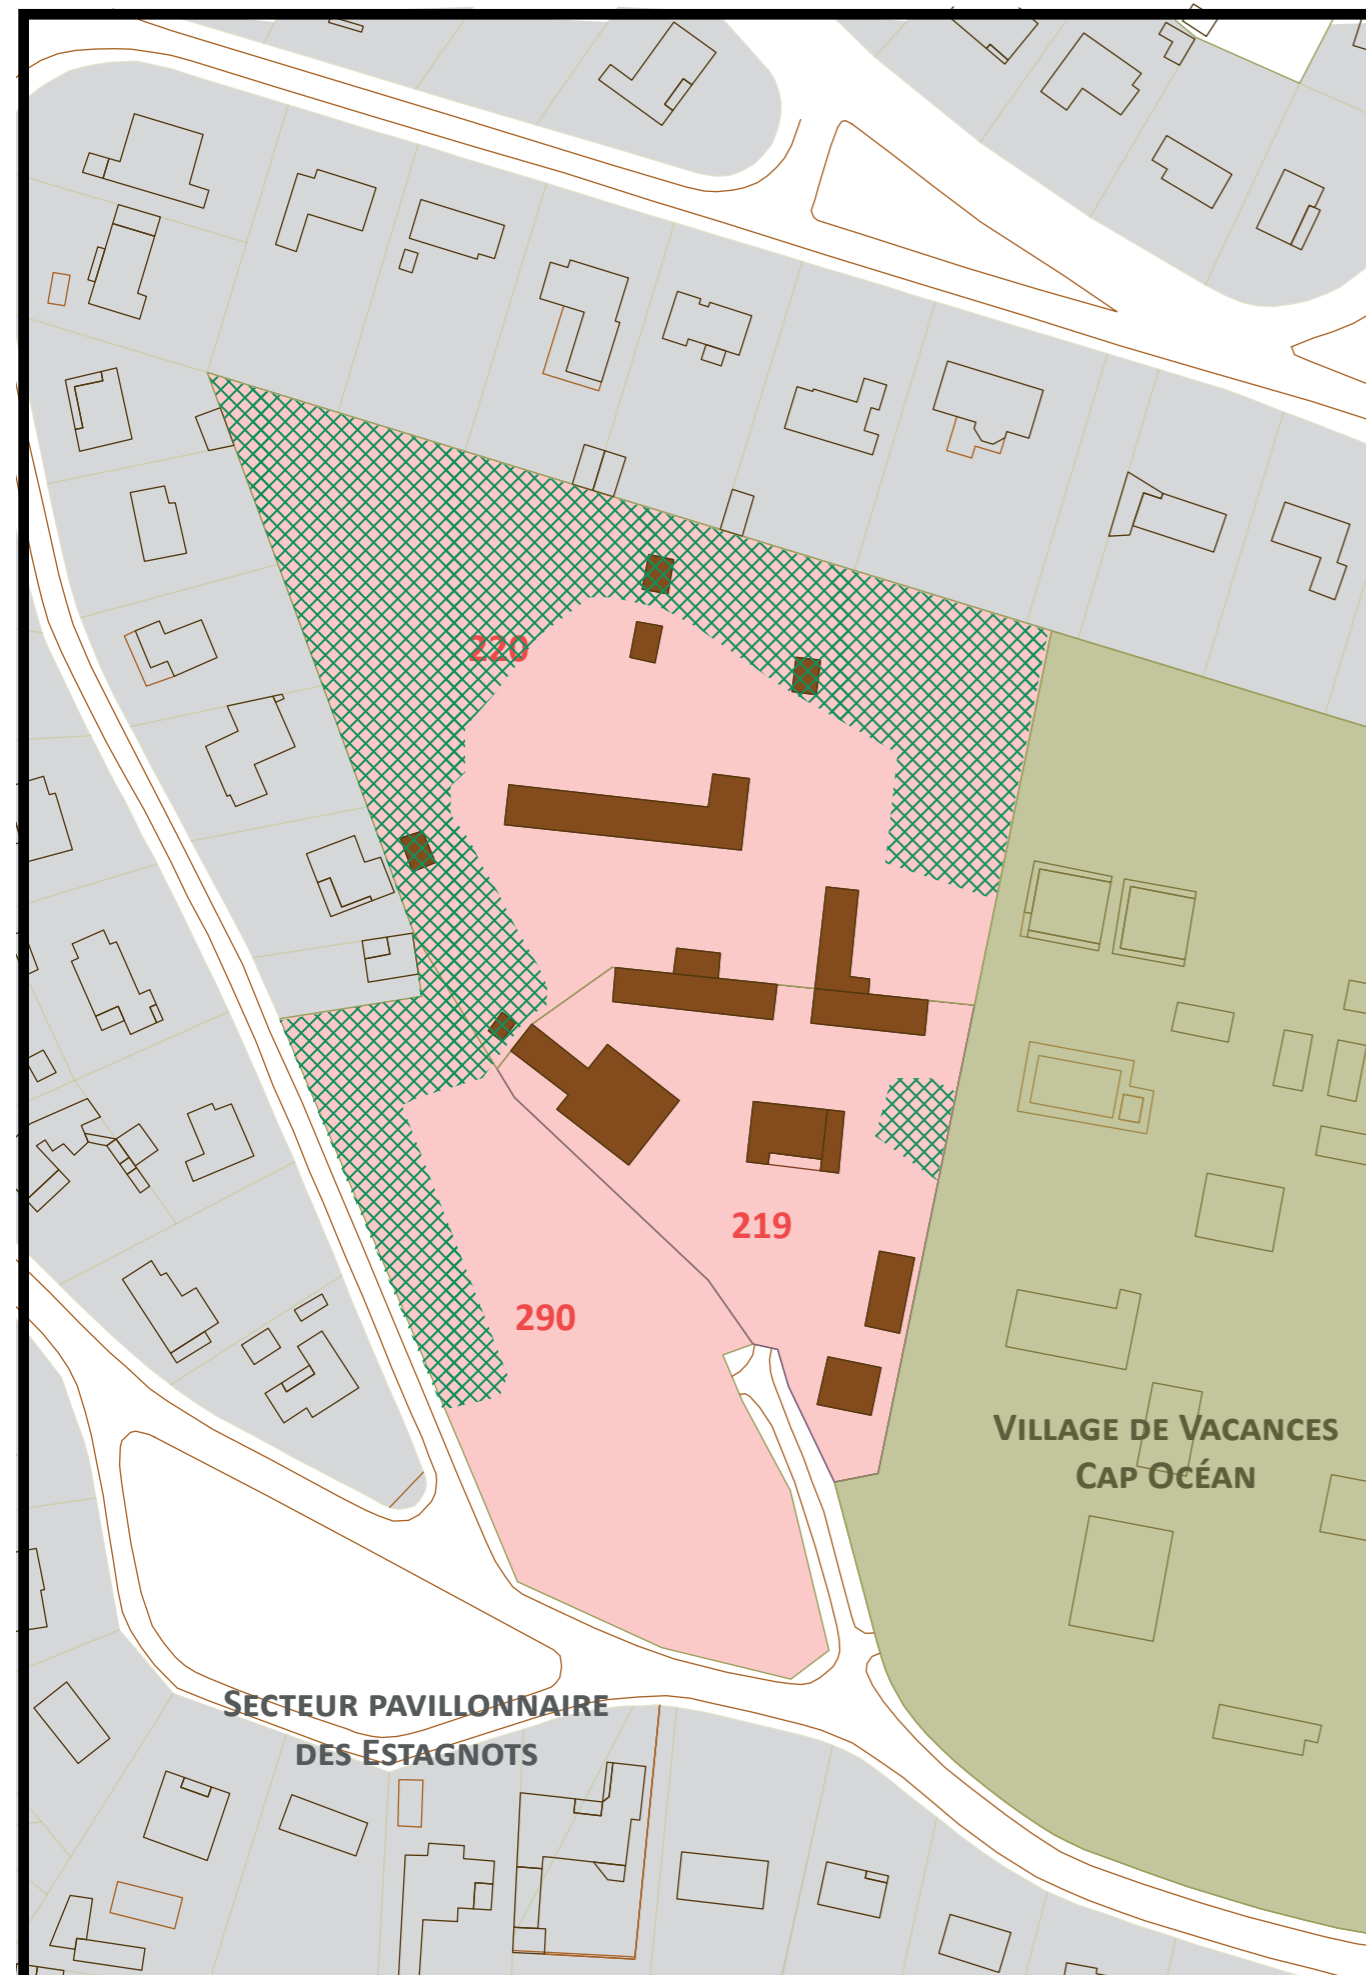 220
219
290
VILLAGE DE VACANCES
CAP OCÉAN
SECTEUR PAVILLONNAIRE
DES ESTAGNOTS